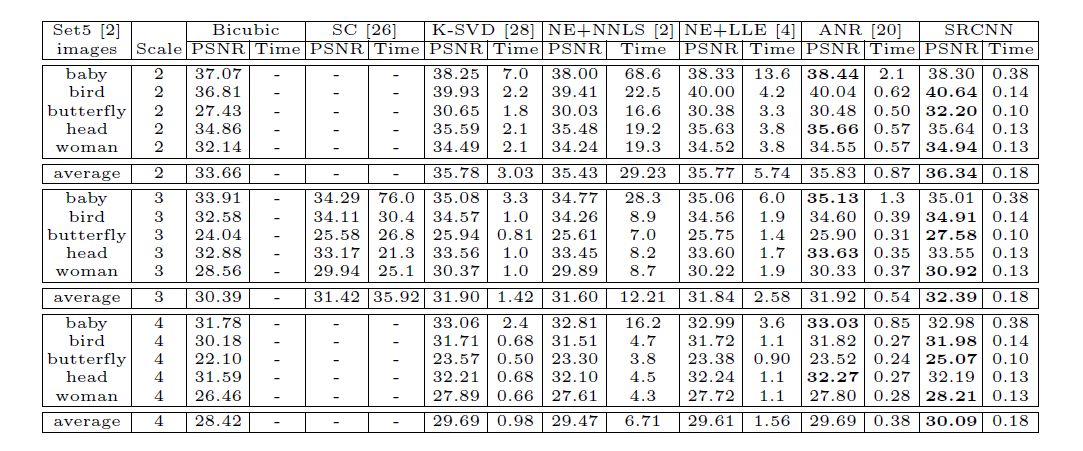 Set5 [2] Bicubic SC [26] K-SVD [28] NE+NNLS [2] NE+LLE [4] ANR [20] SRCNN
images Scale PSNR Time PSNR Time PSNR Time PSNR Time PSNR Time PSNR Time PSNR Time
baby 2 37.07 - - - 38.25 7.0 38.00 68.6 38.33 13.6 38.44 2.1 38.30 0.38
bird 2 36.81 - - - 39.93 2.2 39.41 22.5 40.00 4.2 40.04 0.62 40.64 0.14
butterfly 2 27.43 - - - 30.65 1.8 30.03 16.6 30.38 3.3 30.48 0.50 32.20 0.10
head 2 34.86 - - - 35.59 2.1 35.48 19.2 35.63 3.8 35.66 0.57 35.64 0.13
woman 2 32.14 - - - 34.49 2.1 34.24 19.3 34.52 3.8 34.55 0.57 34.94 0.13
average 2 33.66 - - - 35.78 3.03 35.43 29.23 35.77 5.74 35.83 0.87 36.34 0.18
baby 3 33.91 - 34.29 76.0 35.08 3.3 34.77 28.3 35.06 6.0 35.13 1.3 35.01 0.38
bird 3 32.58 - 34.11 30.4 34.57 1.0 34.26 8.9 34.56 1.9 34.60 0.39 34.91 0.14
butterfly 3 24.04 - 25.58 26.8 25.94 0.81 25.61 7.0 25.75 1.4 25.90 0.31 27.58 0.10
head 3 32.88 - 33.17 21.3 33.56 1.0 33.45 8.2 33.60 1.7 33.63 0.35 33.55 0.13
woman 3 28.56 - 29.94 25.1 30.37 1.0 29.89 8.7 30.22 1.9 30.33 0.37 30.92 0.13
average 3 30.39 - 31.42 35.92 31.90 1.42 31.60 12.21 31.84 2.58 31.92 0.54 32.39 0.18
baby 4 31.78 - - - 33.06 2.4 32.81 16.2 32.99 3.6 33.03 0.85 32.98 0.38
bird 4 30.18 - - - 31.71 0.68 31.51 4.7 31.72 1.1 31.82 0.27 31.98 0.14
butterfly 4 22.10 - - - 23.57 0.50 23.30 3.8 23.38 0.90 23.52 0.24 25.07 0.10
head 4 31.59 - - - 32.21 0.68 32.10 4.5 32.24 1.1 32.27 0.27 32.19 0.13
woman 4 26.46 - - - 27.89 0.66 27.61 4.3 27.72 1.1 27.80 0.28 28.21 0.13
average 4 28.42 - - - 29.69 0.98 29.47 6.71 29.61 1.56 29.69 0.38 30.09 0.18